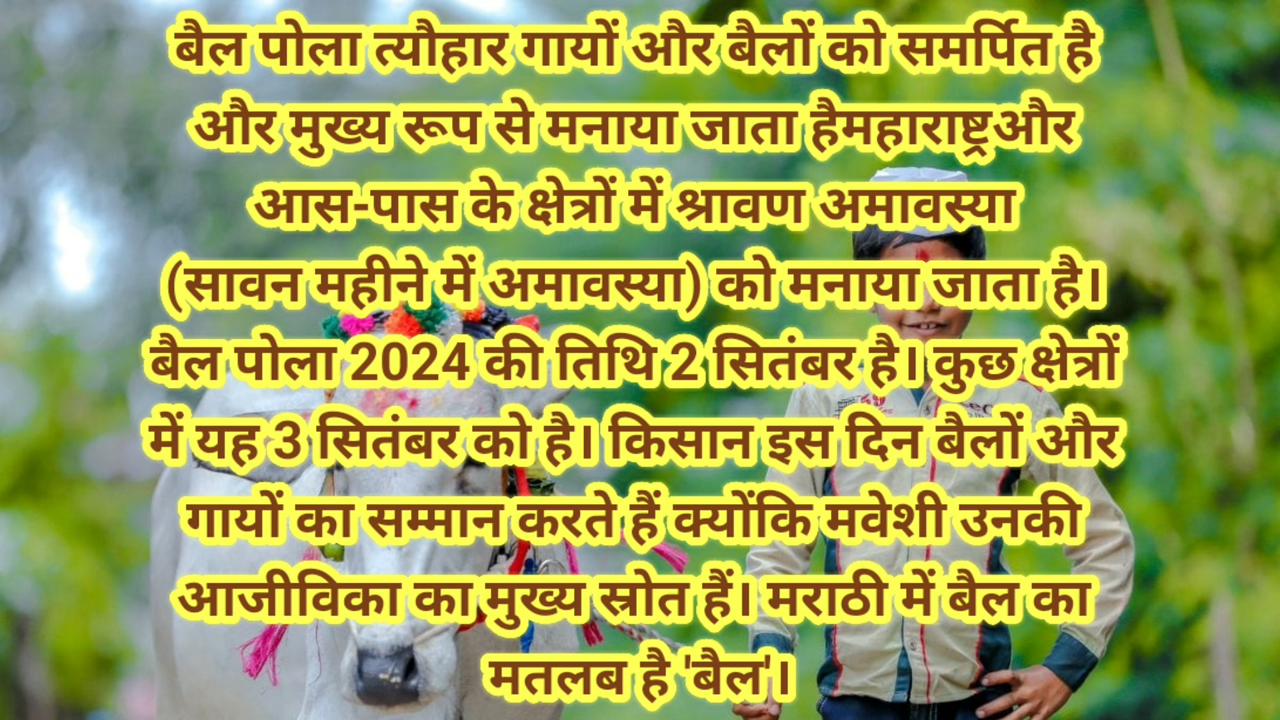 बैल पोला त्यौहार गायों और बैलों को समर्पित है
और मुख्य रूप से मनाया जाता हैमहाराष्ट्रऔर
आस-पास के क्षेत्रों में श्रावण अमावस्या
(सावन महीने में अमावस्या) को मनाया जाता है।
बैल पोला 2024 की तिथि 2 सितंबर है। कुछ क्षेत्रों
में यह 3 सितंबर को है। किसान इस दिन बैलों और
गायों का सम्मान करते हैं क्योंकि मवेशी उनकी
आजीविका का मुख्य स्रोत हैं। मराठी में बैल का
मतलब है 'बैल'।